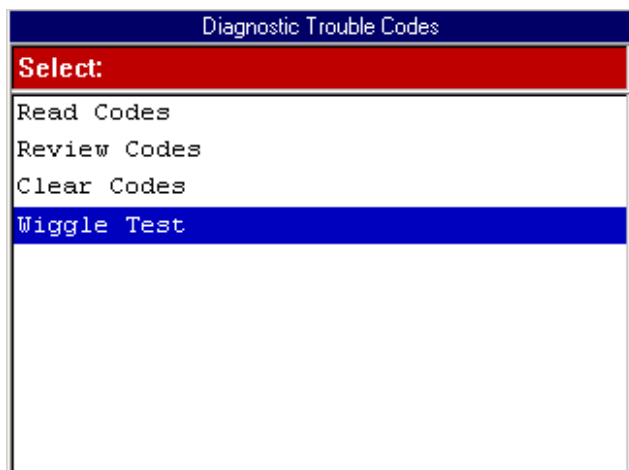 Diagnostic Trouble Codes
Select:
Read Codes
Review Codes
Clear Codes
Wiggle Test